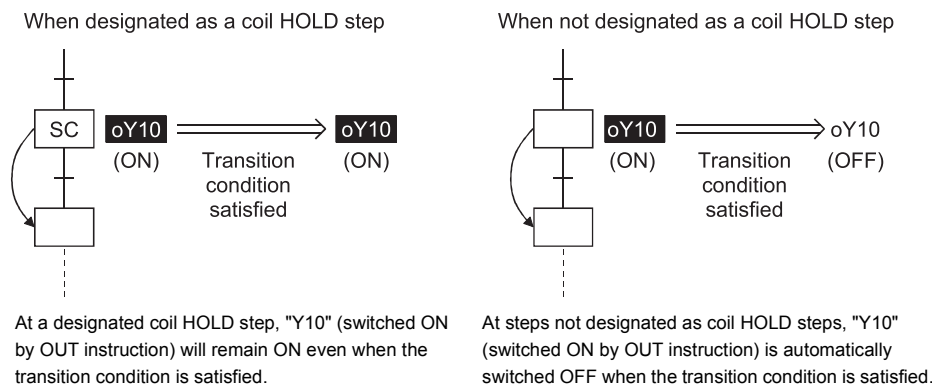 When designated as a coil HOLD step
SC
oY10
oY10
(ON)
Transition
condition
satisfied
(ON)
At a designated coil HOLD step, "Y10" (switched ON
by OUT instruction) will remain ON even when the
transition condition is satisfied.
When not designated as a coil HOLD step
oY10
oY10
(ON)
Transition
condition
satisfied
(OFF)
At steps not designated as coil HOLD steps, "Y10"
(switched ON by OUT instruction) is automatically
switched OFF when the transition condition is satisfied.